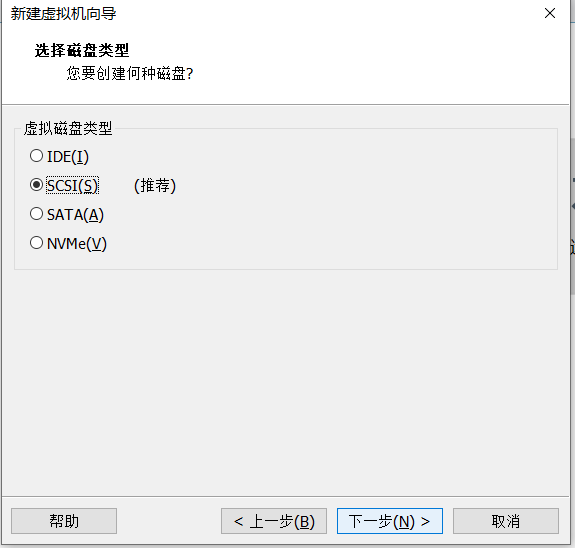 新建虚拟机向导
选择磁盘类型
您要创建何种磁盘?
虚拟磁盘类型
IDE(I)
SCSI(S) (推荐)
SATA(A)
NVMe(V)
帮助 < 上一步(B) 下一步(N) > 取消